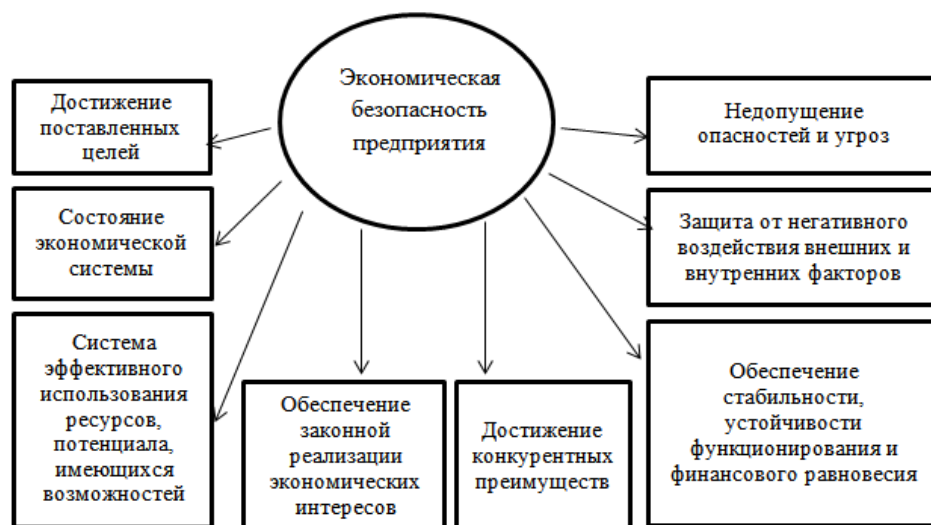 Экономическая
безопасность
предприятия
Достижение
поставленных
целей
Состояние
экономической
системы
Система
эффективного
использования
ресурсов,
потенциала,
имеющихся
возможностей
Обеспечение
законной
реализации
экономических
интересов
Достижение
конкурентных
преимуществ
Недопущение
опасностей и угроз
Защита от негативного
воздействия внешних и
внутренних факторов
Обеспечение
стабильности,
устойчивости
функционирования и
финансового равновесия